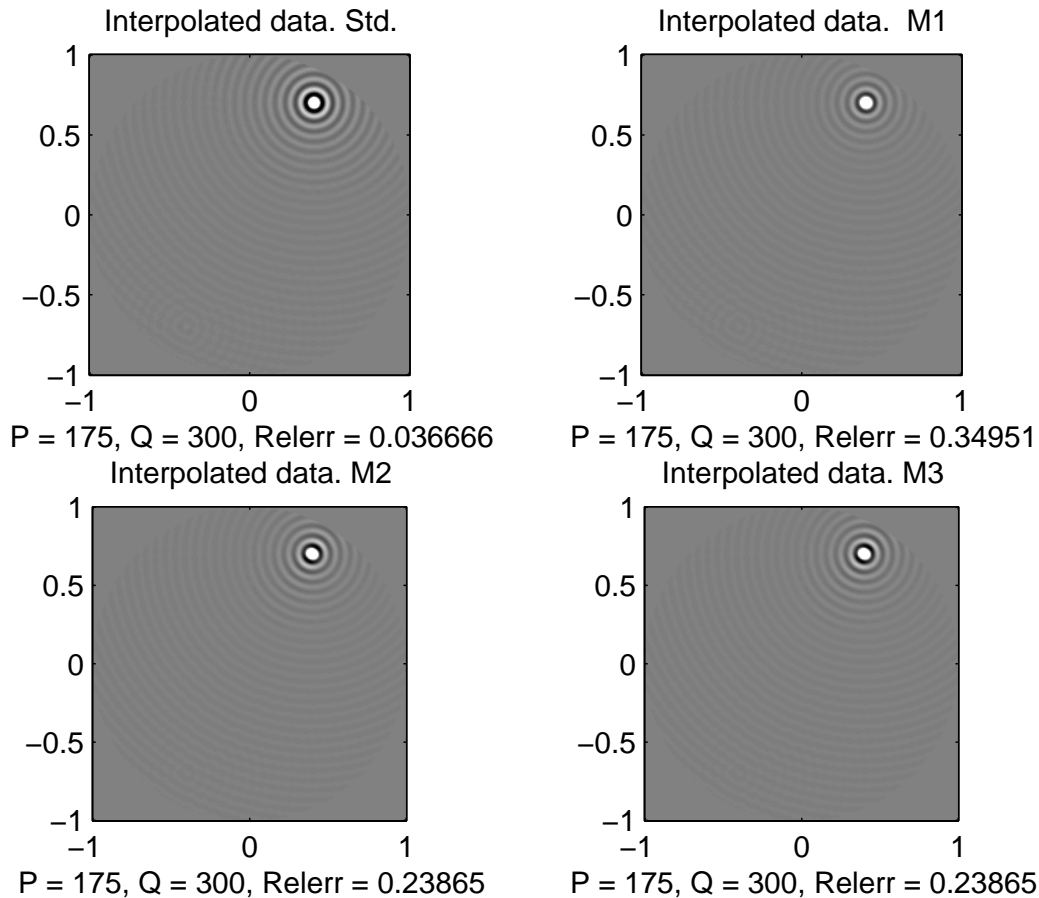 Interpolated data. Std.
1
0.5
0
−0.5
−1
−1 0 1
P = 175, Q = 300, Relerr = 0.036666
Interpolated data. M1
1
0.5
0
−0.5
−1
−1 0 1
P = 175, Q = 300, Relerr = 0.34951
Interpolated data. M2
1
0.5
0
−0.5
−1
−1 0 1
P = 175, Q = 300, Relerr = 0.23865
Interpolated data. M3
1
0.5
0
−0.5
−1
−1 0 1
P = 175, Q = 300, Relerr = 0.23865